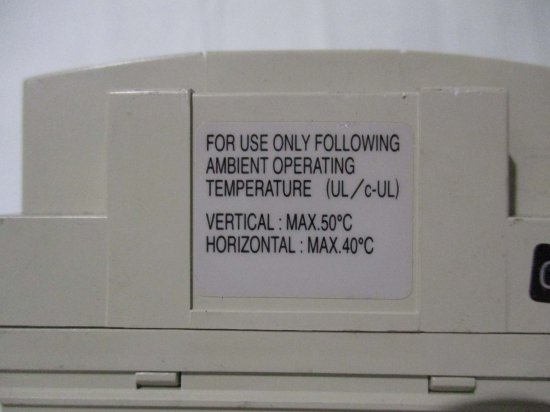 FOR USE ONLY FOLLOWING
AMBIENT OPERATING
TEMPERATURE (UL/c-UL)
VERTICAL : MAX.50°C
HORIZONTAL : MAX.40°C